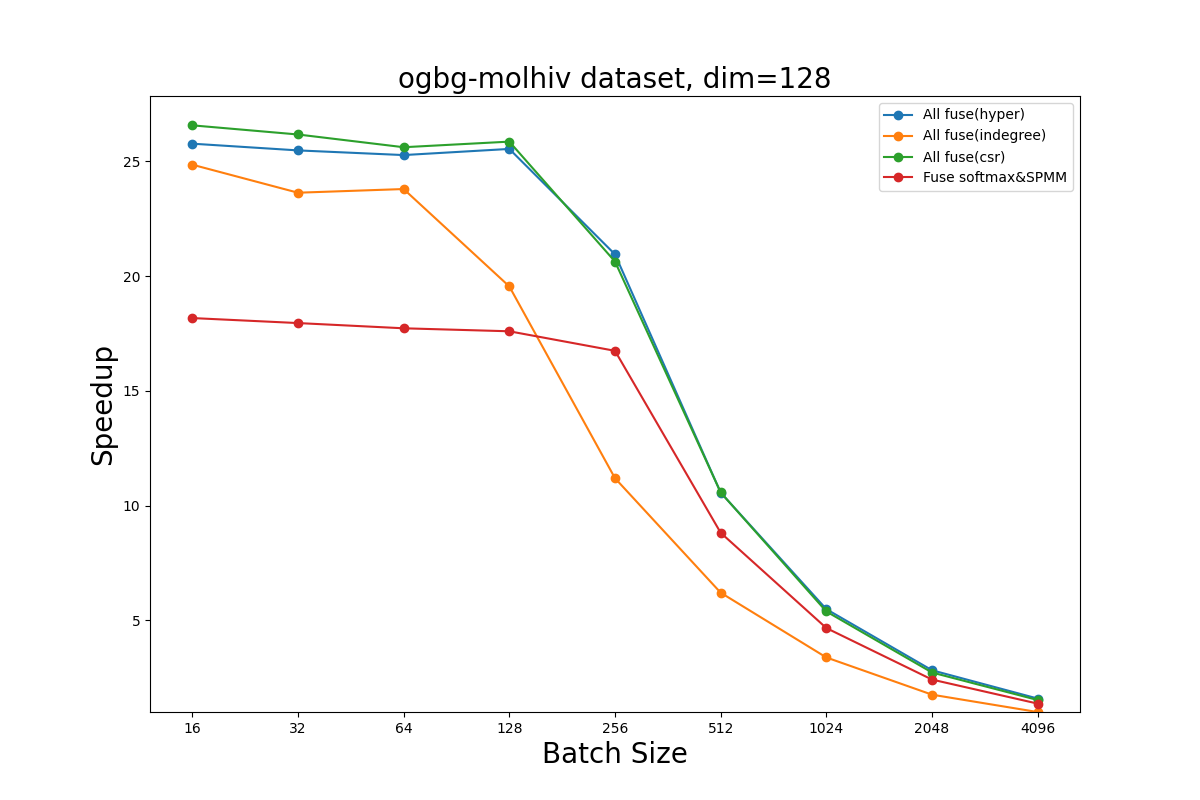 ogbg-molhiv dataset, dim=128
All fuse(hyper)
All fuse(indegree)
All fuse(csr)
Fuse softmax&SPMM
Speedup
25
20
15
10
5
16 32 64 128 256 512 1024 2048 4096
Batch Size